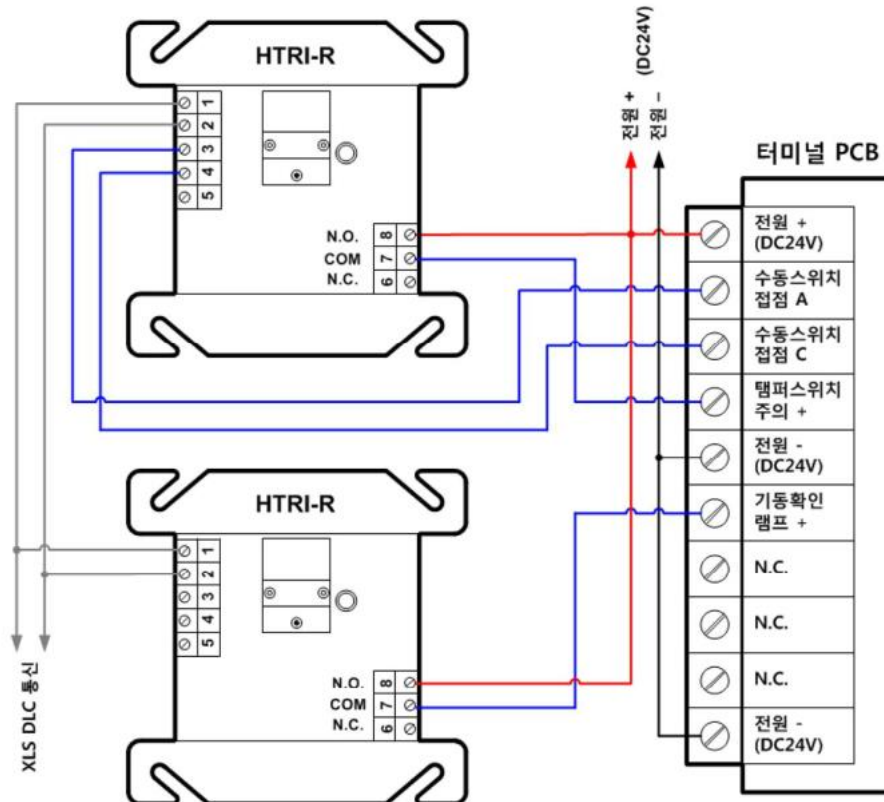 HTRI-R
1
2
3
4
5
N.O. 8
COM 7
N.C. 6
전원 +
전원 -
(DC24V)
터미널 PCB
전원 +
(DC24V)
수동스위치
접점 A
수동스위치
접점 C
탬퍼스위치
주의 +
전원 -
(DC24V)
기동확인
램프 +
N.C.
N.C.
N.C.
전원 -
(DC24V)
HTRI-R
1
2
3
4
5
N.O. 8
COM 7
N.C. 6
XLS DLC 통신